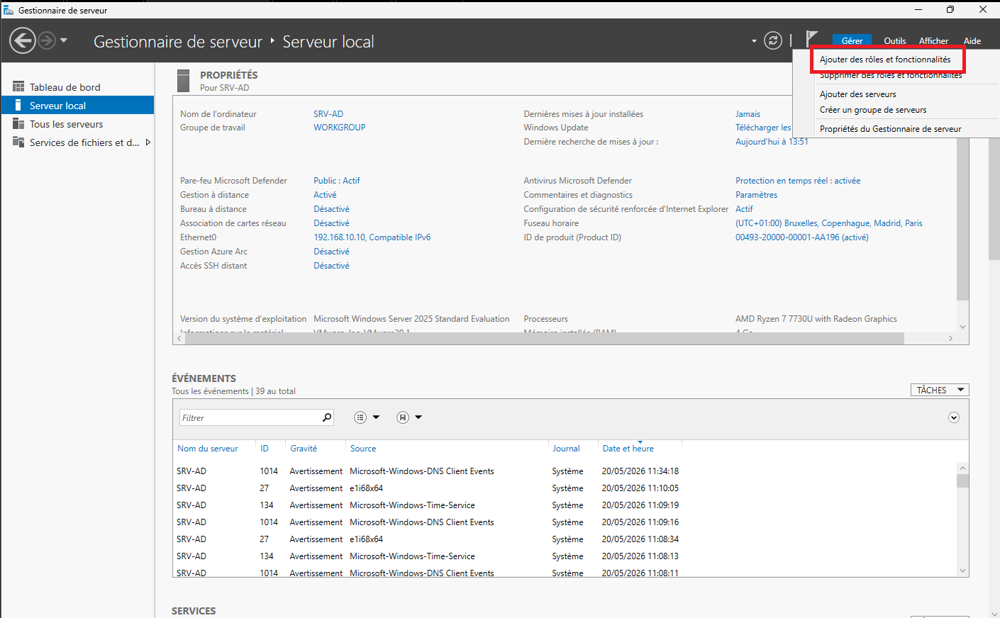 Gestionnaire de serveur
Gestionnaire de serveur ‣ Serveur local
Gérer Outils Afficher Aide
Ajouter des rôles et fonctionnalités
Supprimer des rôles et fonctionnalités
Ajouter des serveurs
Créer un groupe de serveurs
Propriétés du Gestionnaire de serveur
Tableau de bord
Serveur local
Tous les serveurs
Services de fichiers et d...
PROPRIÉTÉS
Pour SRV-AD
Nom de l'ordinateur SRV-AD Dernières mises à jour installées Jamais
Groupe de travail WORKGROUP Windows Update Télécharger les
Dernière recherche de mises à jour : Aujourd'hui à 13:51
Pare-feu Microsoft Defender Public : Actif Antivirus Microsoft Defender Protection en temps réel : activée
Gestion à distance Activé Commentaires et diagnostics Paramètres
Bureau à distance Désactivé Configuration de sécurité renforcée d'Internet Explorer Actif
Association de cartes réseau Désactivé Fuseau horaire (UTC+01:00) Bruxelles, Copenhague, Madrid, Paris
Ethernet0 192.168.10.10, Compatible IPv6 ID de produit (Product ID) 00493-20000-00001-AA196 (activé)
Gestion Azure Arc Désactivé
Accès SSH distant Désactivé
Version du système d'exploitation Microsoft Windows Server 2025 Standard Evaluation Processeurs AMD Ryzen 7 7730U with Radeon Graphics
Informations sur le matériel VMware, Inc. VMware20,1 Mémoire installée (RAM) 4 Go
ÉVÉNEMENTS
Tous les événements | 39 au total
TÂCHES
Filtrer
Nom du serveur ID Gravité Source Journal Date et heure
SRV-AD 1014 Avertissement Microsoft-Windows-DNS Client Events Système 20/05/2026 11:34:18
SRV-AD 27 Avertissement e1i68x64 Système 20/05/2026 11:10:05
SRV-AD 134 Avertissement Microsoft-Windows-Time-Service Système 20/05/2026 11:09:19
SRV-AD 1014 Avertissement Microsoft-Windows-DNS Client Events Système 20/05/2026 11:09:16
SRV-AD 27 Avertissement e1i68x64 Système 20/05/2026 11:08:34
SRV-AD 134 Avertissement Microsoft-Windows-Time-Service Système 20/05/2026 11:08:13
SRV-AD 1014 Avertissement Microsoft-Windows-DNS Client Events Système 20/05/2026 11:08:11
SERVICES